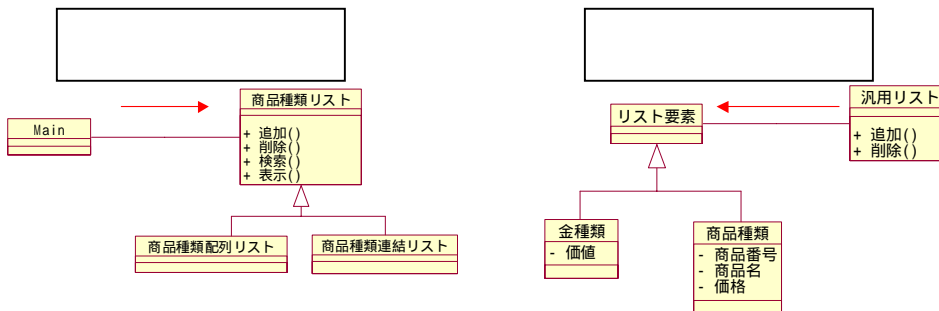 Main
商品種類リスト
+ 追加()
+ 削除()
+ 検索()
+ 表示()
商品種類配列リスト
商品種類連結リスト
リスト要素
汎用リスト
+ 追加()
+ 削除()
金種類
- 価値
商品種類
- 商品番号
- 商品名
- 価格